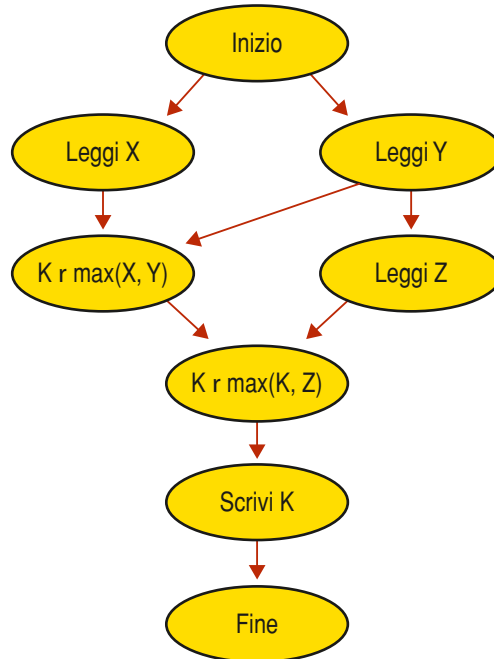 Inizio
Leggi X
Leggi Y
K r max(X, Y)
Leggi Z
K r max(K, Z)
Scrivi K
Fine